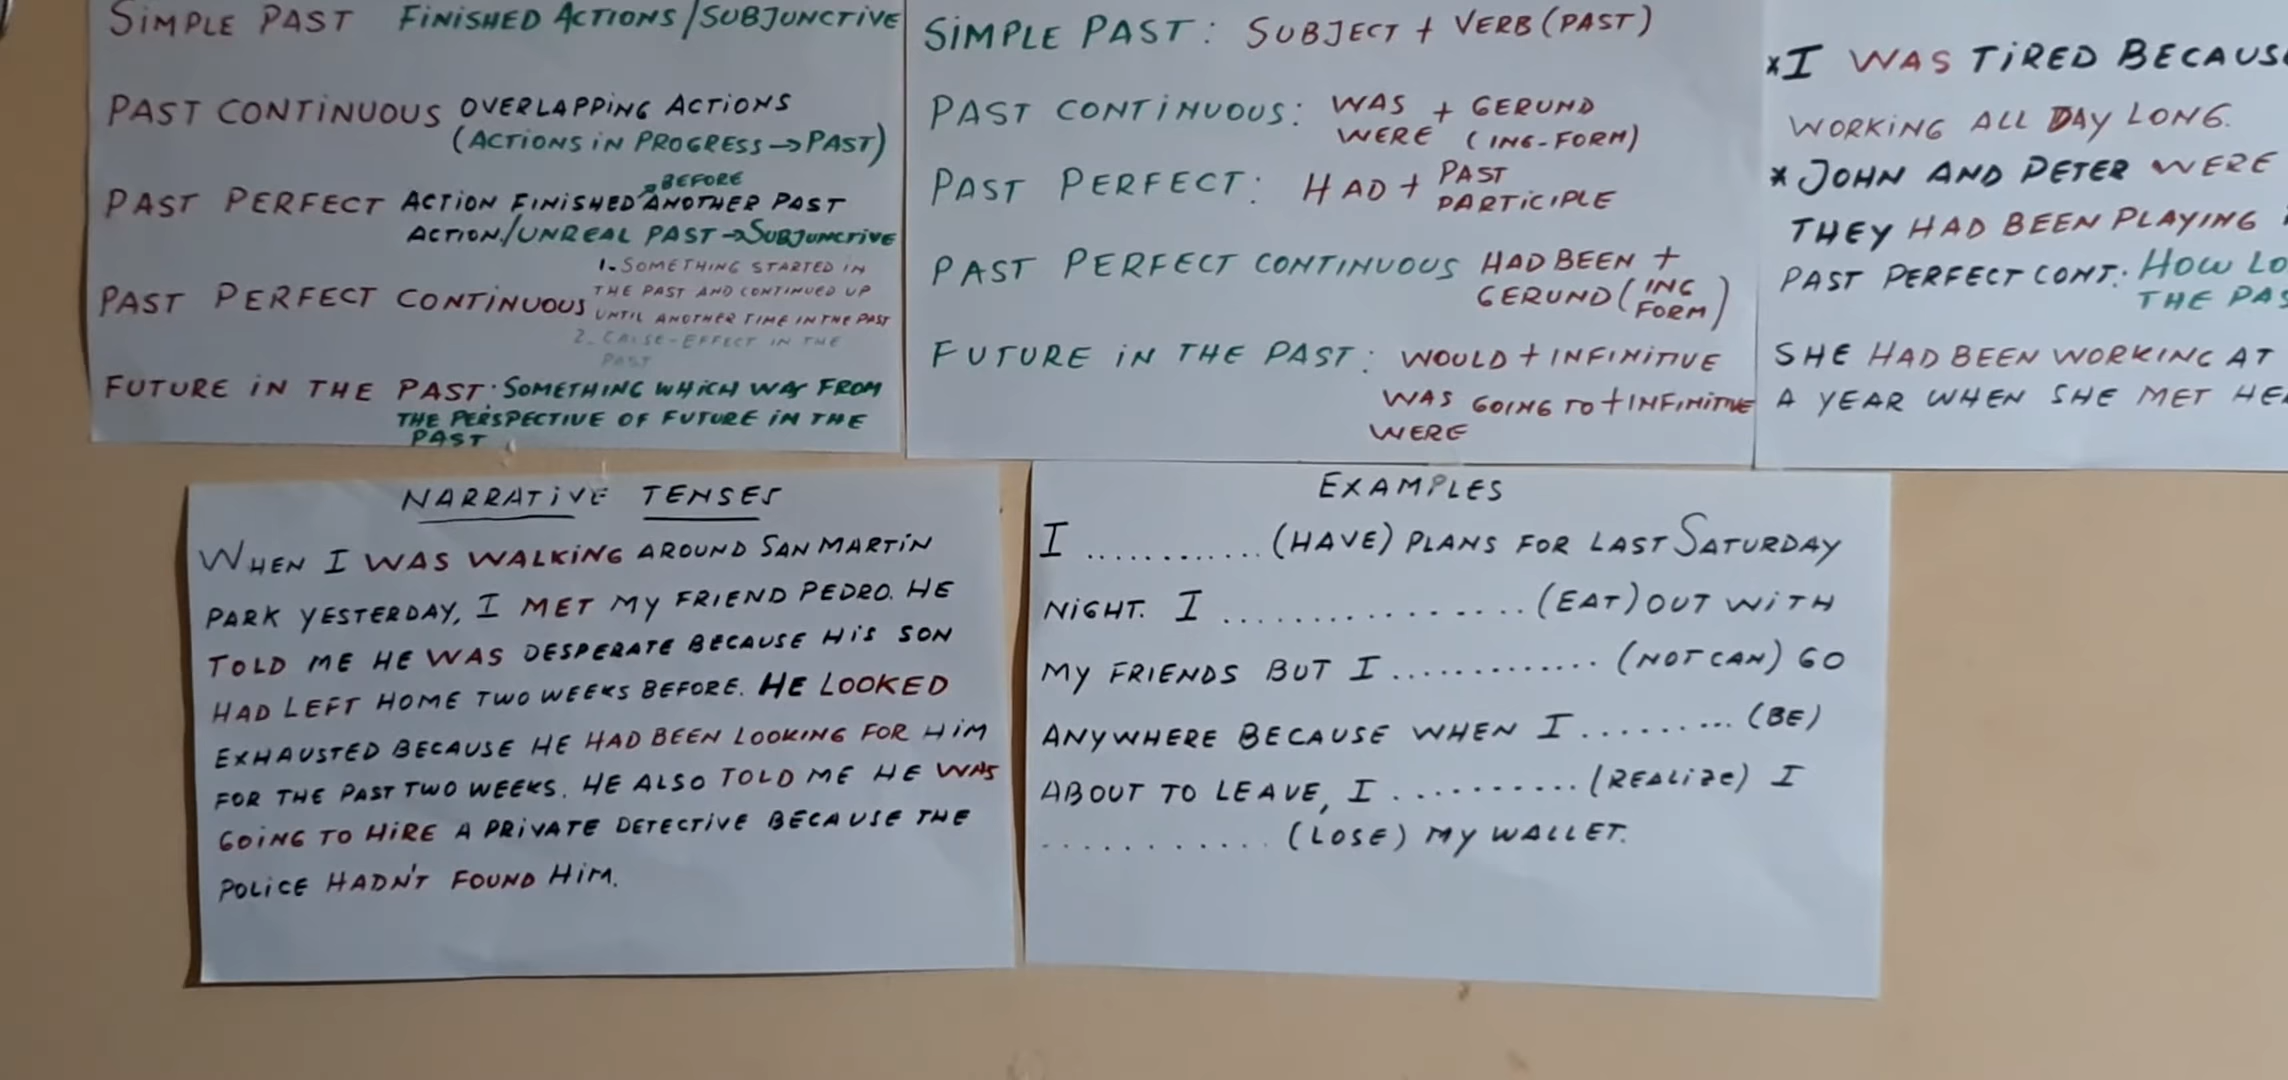 SIMPLE PAST FINISHED ACTIONS/SUBJUNCTIVE
PAST CONTINUOUS OVERLAPPING ACTIONS
(ACTIONS IN PROGRESS→PAST)
BEFORE
PAST PERFECT ACTION FINISHED ANOTHER PAST
ACTION/UNREAL PAST→SUBJUNCTIVE
1-SOMETHING STARTED IN
PAST PERFECT CONTINUOUS THE PAST AND CONTINUED UP
UNTIL ANOTHER TIME IN THE PAST
2- CAUSE-EFFECT IN THE
PAST
FUTURE IN THE PAST: SOMETHING WHICH WAS FROM
THE PERSPECTIVE OF FUTURE IN THE
PAST
SIMPLE PAST: SUBJECT + VERB (PAST)
PAST CONTINUOUS: WAS + GERUND
WERE (ING-FORM)
PAST PERFECT: HAD + PAST
PARTICIPLE
PAST PERFECT CONTINUOUS HAD BEEN +
GERUND (ING
FORM)
FUTURE IN THE PAST: WOULD + INFINITIVE
WAS GOING TO + INFINITIVE
WERE
*I WAS TIRED BECAUSE
WORKING ALL DAY LONG.
*JOHN AND PETER WERE
THEY HAD BEEN PLAYING
PAST PERFECT CONT: HOW LO
THE PAS
SHE HAD BEEN WORKING AT
A YEAR WHEN SHE MET HE
NARRATIVE TENSES
WHEN I WAS WALKING AROUND SAN MARTIN
PARK YESTERDAY, I MET MY FRIEND PEDRO. HE
TOLD ME HE WAS DESPERATE BECAUSE HIS SON
HAD LEFT HOME TWO WEEKS BEFORE. HE LOOKED
EXHAUSTED BECAUSE HE HAD BEEN LOOKING FOR HIM
FOR THE PAST TWO WEEKS. HE ALSO TOLD ME HE WAS
GOING TO HIRE A PRIVATE DETECTIVE BECAUSE THE
POLICE HADN'T FOUND HIM.
EXAMPLES
I ............ (HAVE) PLANS FOR LAST SATURDAY
NIGHT. I ................ (EAT) OUT WITH
MY FRIENDS BUT I ............. (NOT CAN) GO
ANYWHERE BECAUSE WHEN I ......... (BE)
ABOUT TO LEAVE, I ........... (REALIZE) I
............ (LOSE) MY WALLET.